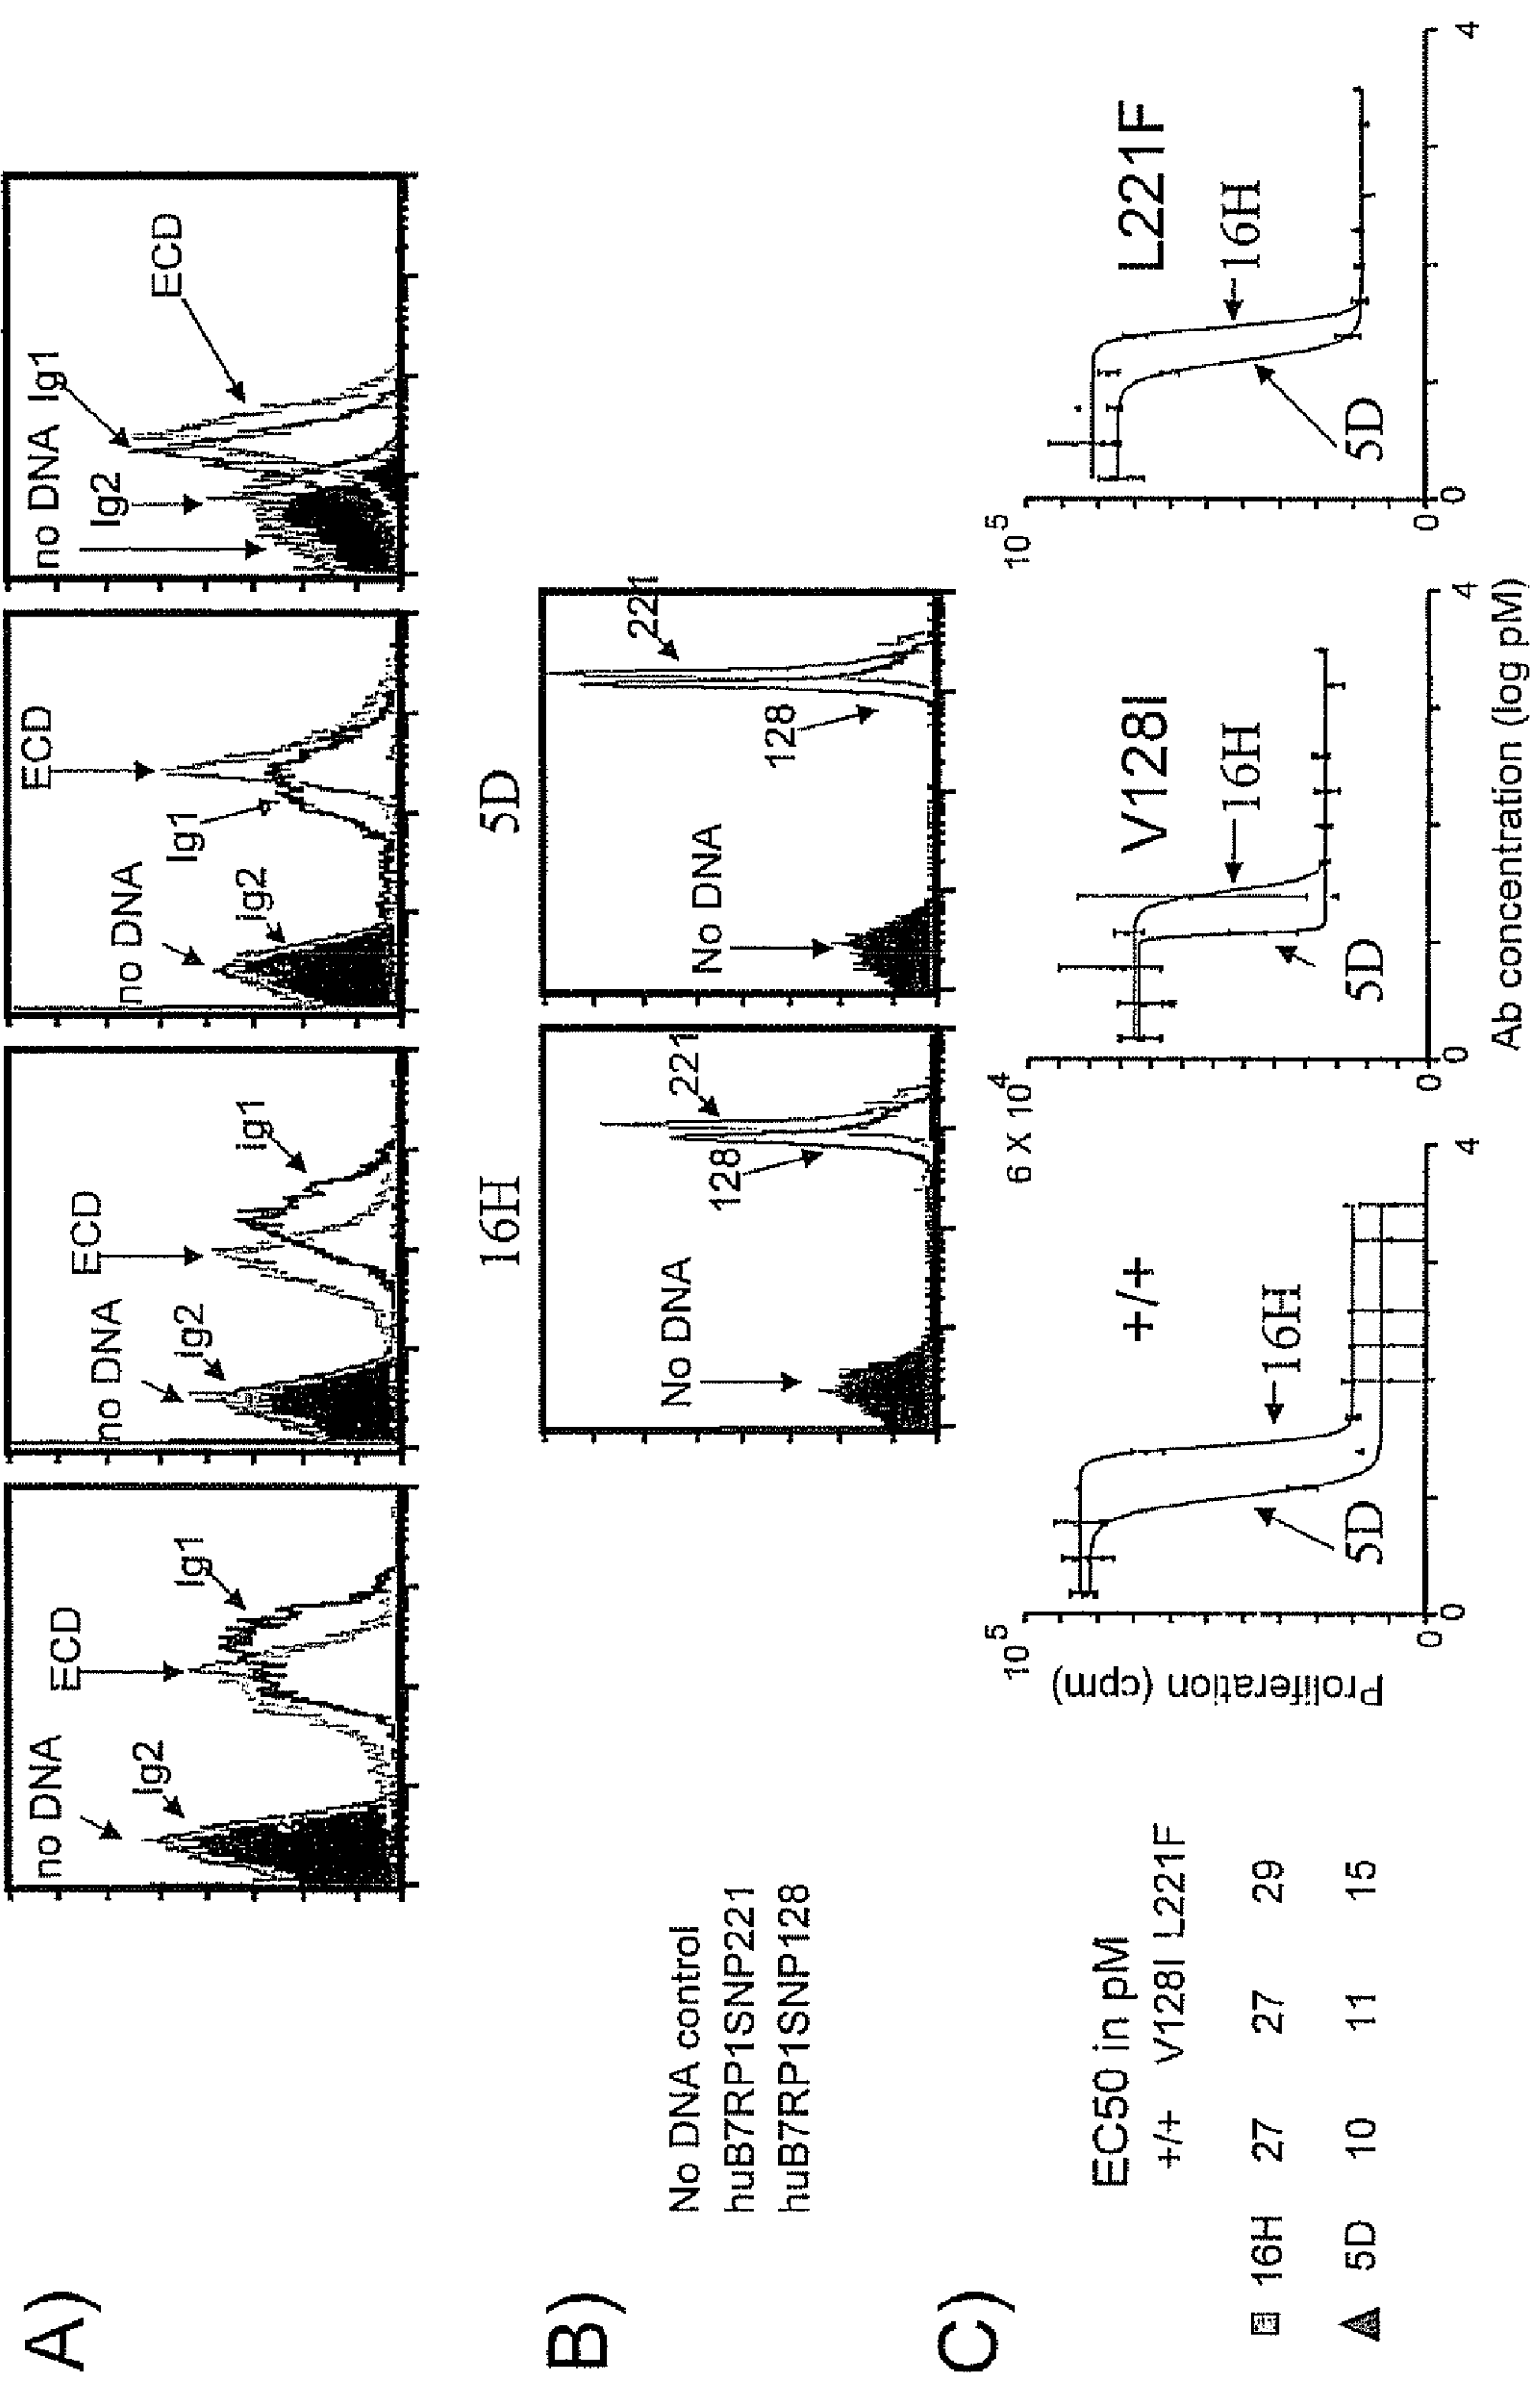 A)
no DNA
Ig2
ECD
Ig1
no DNA
Ig2
ECD
Ig1
no DNA
Ig2
Ig1
ECD
no DNA
Ig2
Ig1
ECD
B)
No DNA control
huB7RP1SNP221
huB7RP1SNP128
16H
No DNA
128
221
5D
No DNA
128
221
C)
EC50 in pM
+/+ V128I L221F
16H 27 27 29
5D 10 11 15
Proliferation (cpm)
10^5
+/+
16H
5D
0
0
4
6 X 10^4
V128I
16H
5D
0
0
4
10^5
L221F
16H
5D
0
0
4
Ab concentration (log pM)